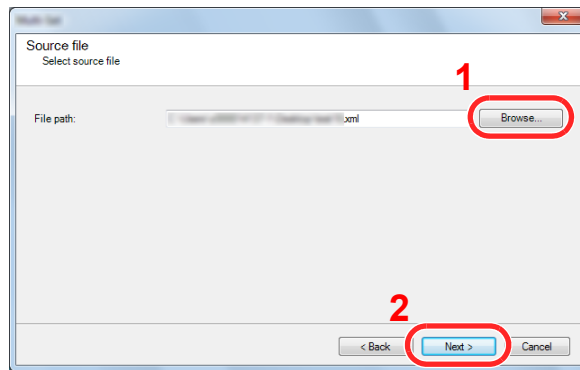 Source file
Select source file
1
File path:
.xml
Browse...
2
< Back
Next >
Cancel